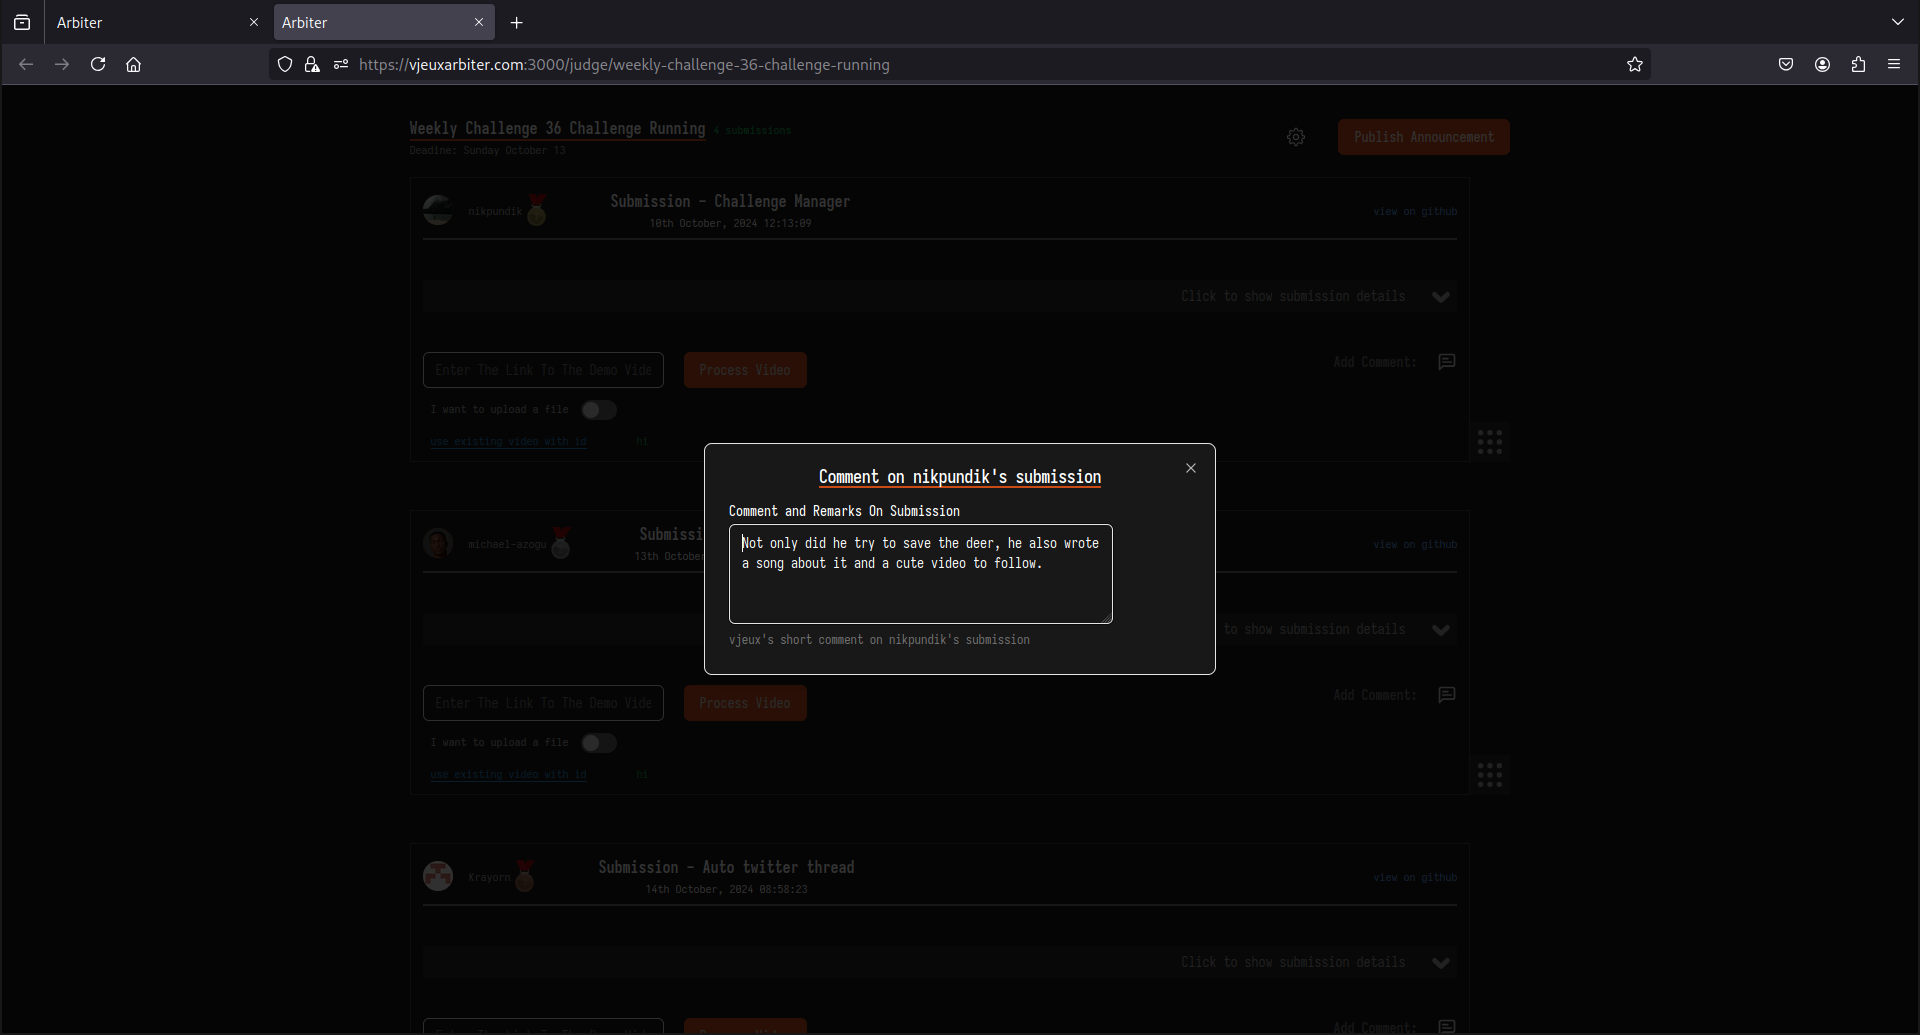 Arbiter
Arbiter
https://vjeuxarbiter.com:3000/judge/weekly-challenge-36-challenge-running
Weekly Challenge 36 Challenge Running 4 submissions
Deadine: Sunday October 13
Publish Announcement
nikpundik
Submission - Challenge Manager
10th October, 2024 12:13:09
view on github
Click to show submission details
Enter The Link To The Demo Vide
Process Video
Add Comment:
I want to upload a file
use existing video with id
hi
Comment on nikpundik's submission
Comment and Remarks On Submission
Not only did he try to save the deer, he also wrote
a song about it and a cute video to follow.
vjeux's short comment on nikpundik's submission
michael-azogu
Submissi
13th October
view on github
to show submission details
Enter The Link To The Demo Vide
Process Video
Add Comment:
I want to upload a file
use existing video with id
hi
Krayorn
Submission - Auto twitter thread
14th October, 2024 08:58:23
view on github
Click to show submission details
Add Comment: